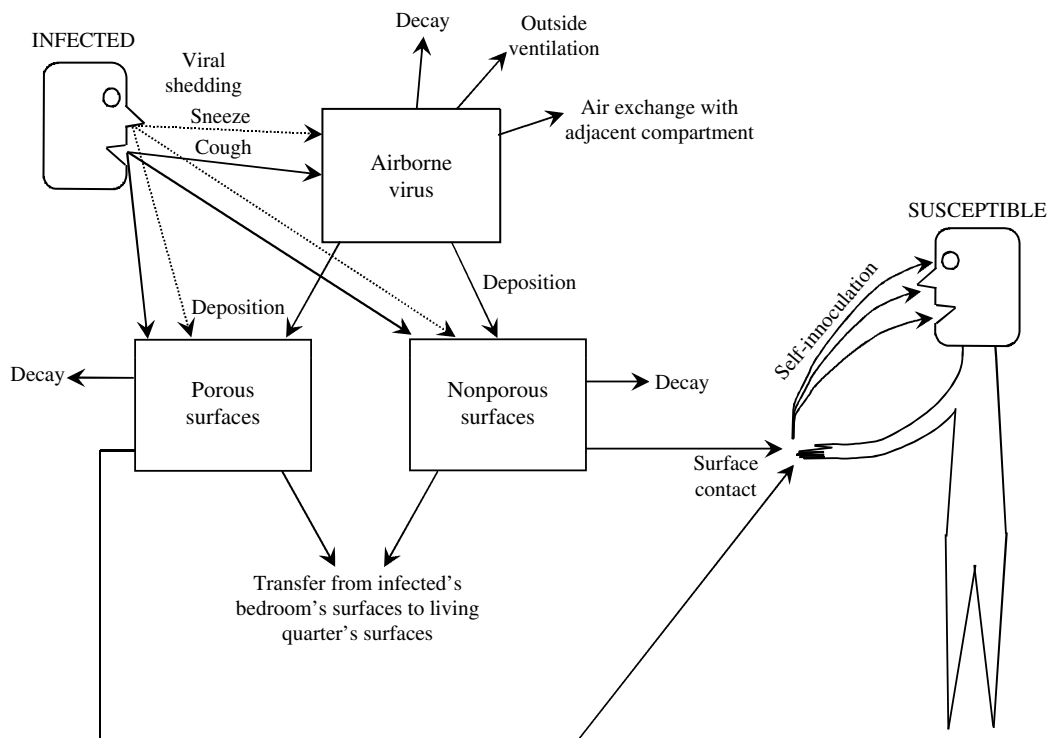 INFECTED
Viral
shedding
Sneeze
Cough
Decay
Outside
ventilation
Air exchange with
adjacent compartment
Airborne
virus
SUSCEPTIBLE
Deposition
Deposition
Self-innoculation
Decay
Porous
surfaces
Nonporous
surfaces
Decay
Surface
contact
Transfer from infected's
bedroom's surfaces to living
quarter's surfaces